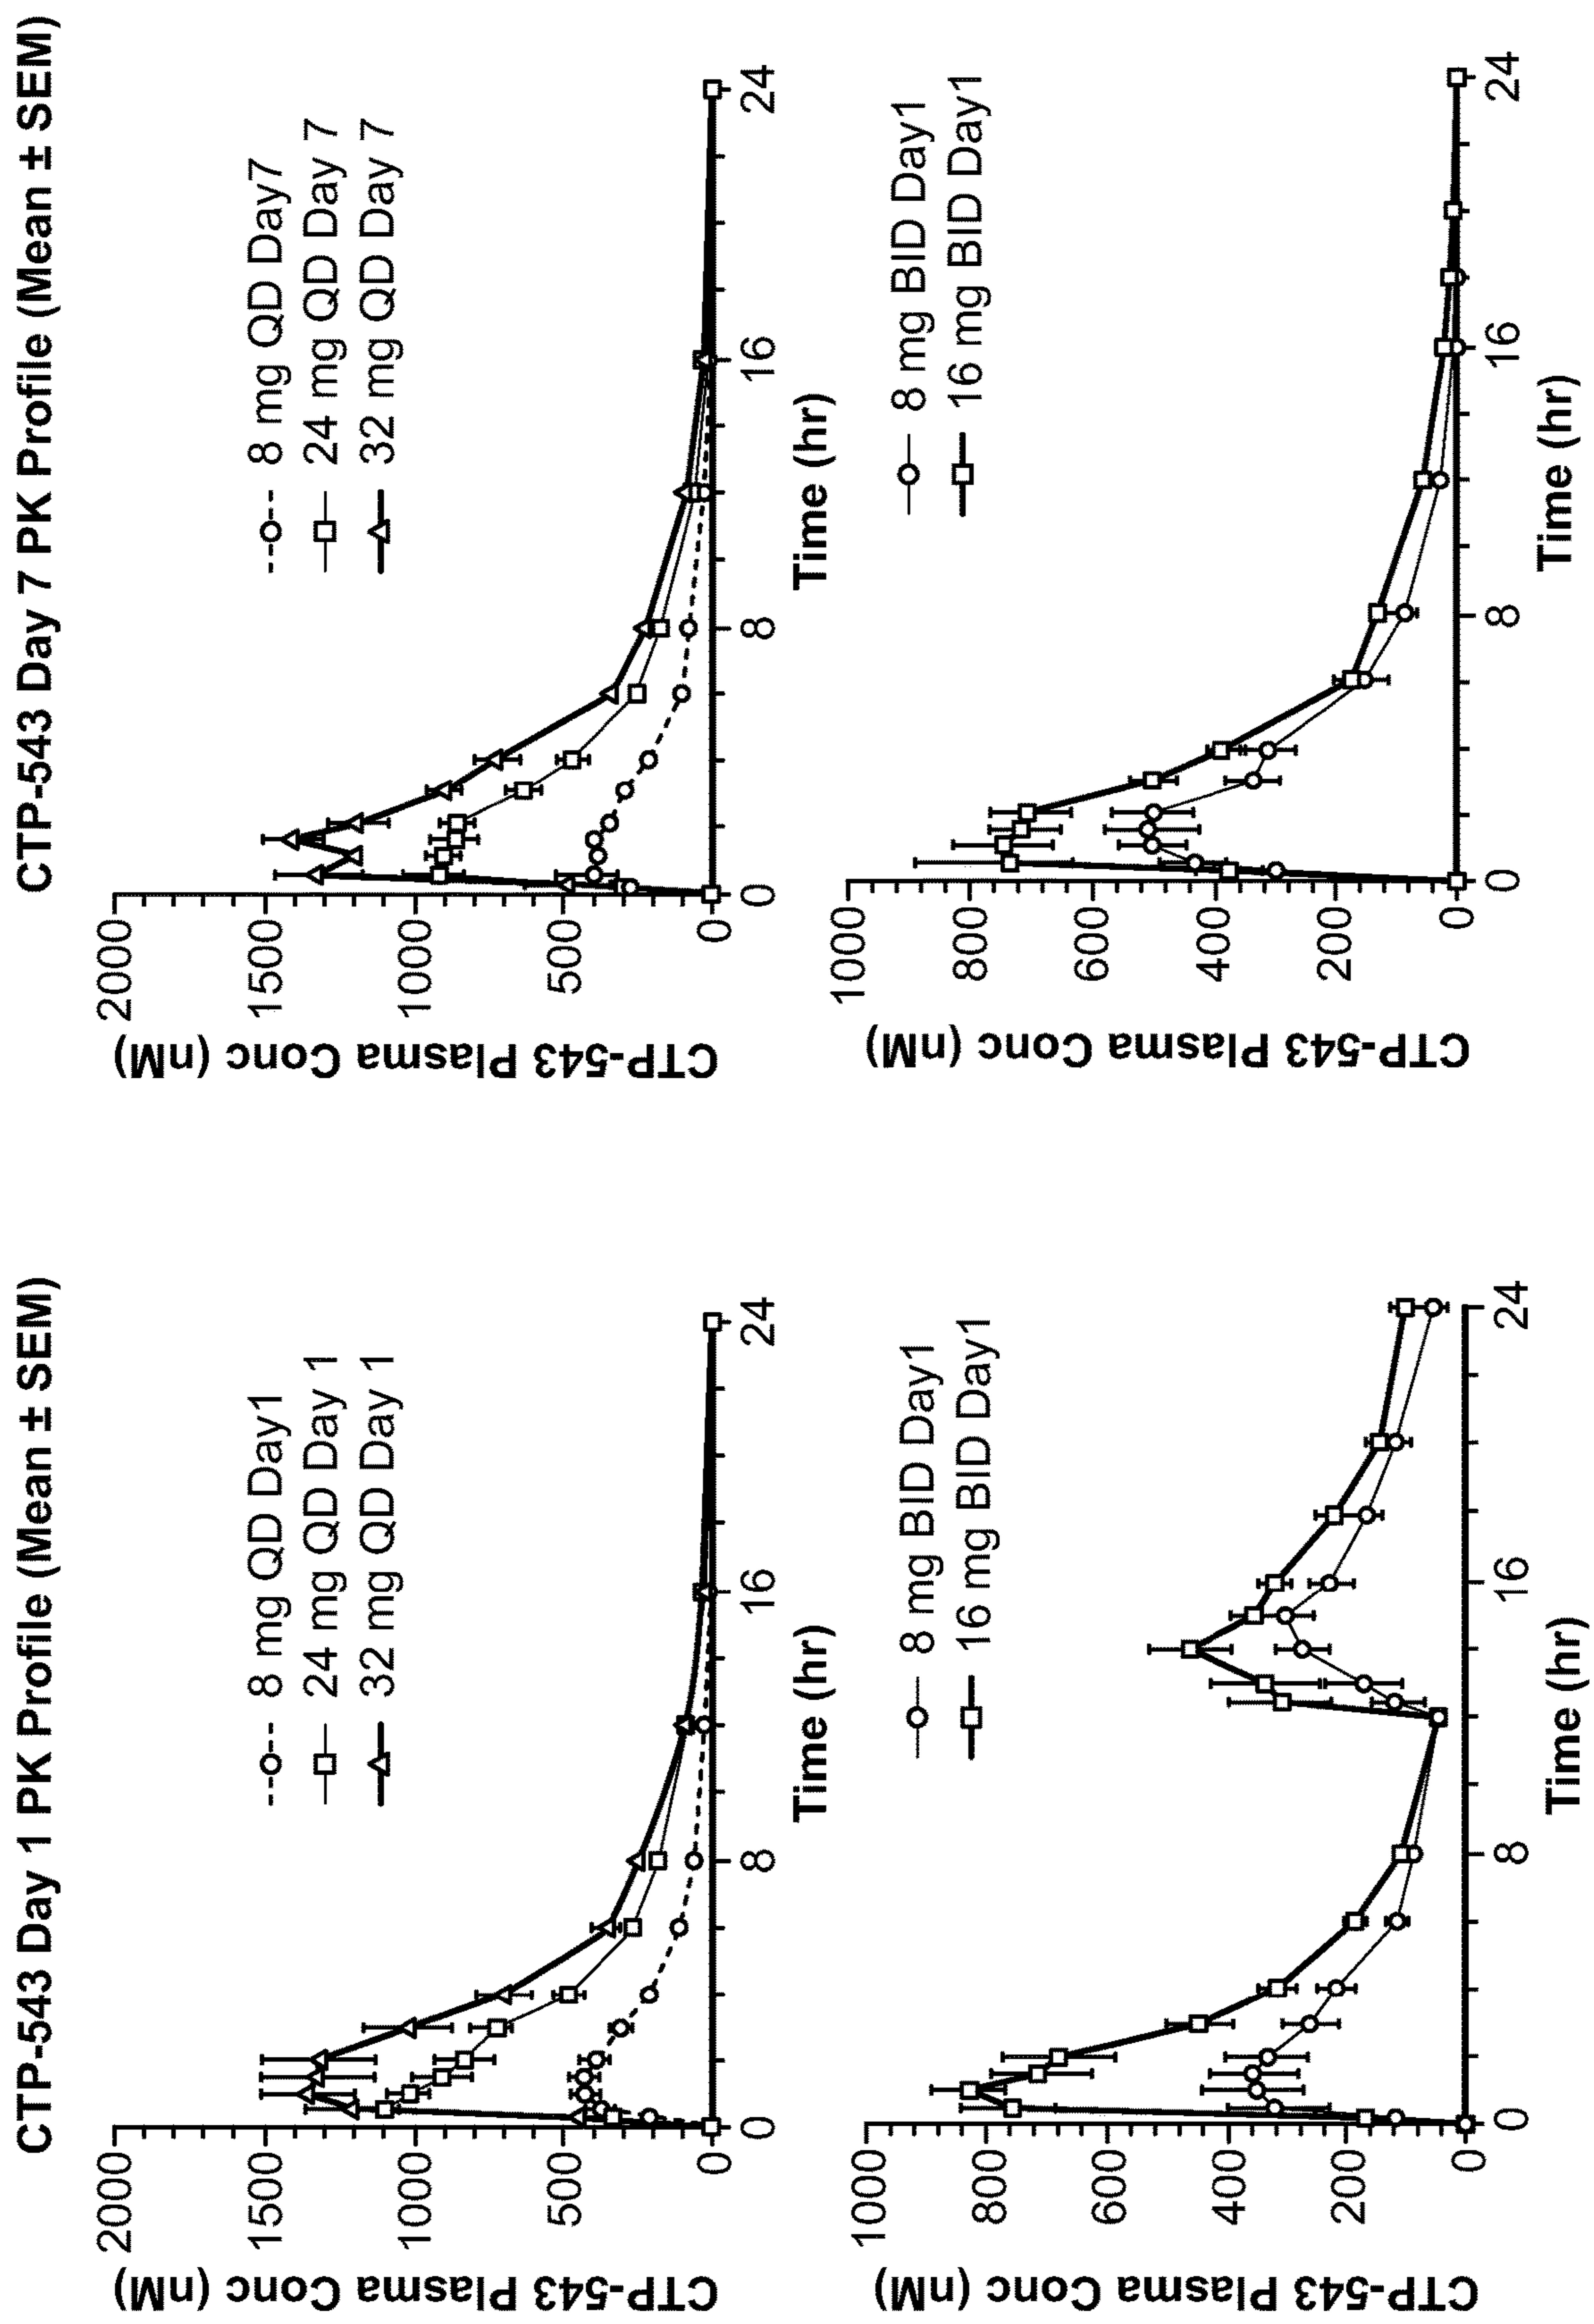 CTP-543 Day 1 PK Profile (Mean ± SEM)
CTP-543 Plasma Conc (nM)
2000
1500
1000
500
0
0 8 16 24
Time (hr)
8 mg QD Day1
24 mg QD Day 1
32 mg QD Day 1
CTP-543 Day 7 PK Profile (Mean ± SEM)
CTP-543 Plasma Conc (nM)
2000
1500
1000
500
0
0 8 16 24
Time (hr)
8 mg QD Day7
24 mg QD Day 7
32 mg QD Day 7
CTP-543 Plasma Conc (nM)
1000
800
600
400
200
0
0 8 16 24
Time (hr)
8 mg BID Day1
16 mg BID Day1
CTP-543 Plasma Conc (nM)
1000
800
600
400
200
0
0 8 16 24
Time (hr)
8 mg BID Day1
16 mg BID Day1